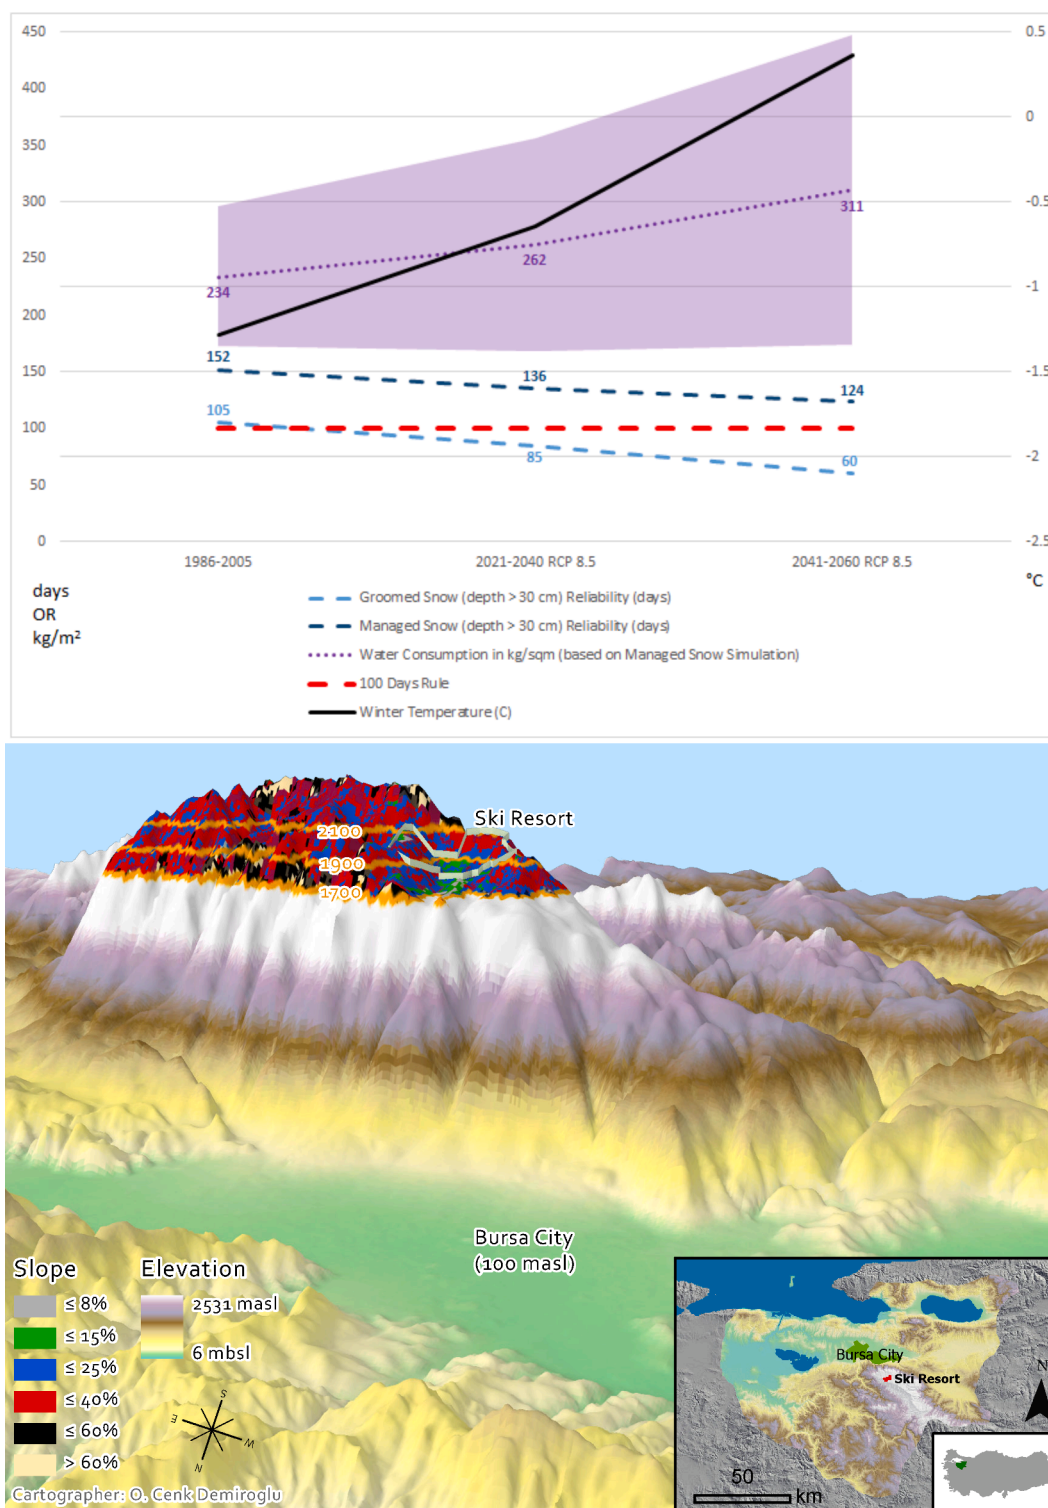 450
400
350
300
250
200
150
100
50
0
0.5
0
-0.5
-1
-1.5
-2
-2.5
234
262
311
152
136
124
105
85
60
1986-2005
2021-2040 RCP 8.5
2041-2060 RCP 8.5
days
OR
kg/m²
°C
Groomed Snow (depth > 30 cm) Reliability (days)
Managed Snow (depth > 30 cm) Reliability (days)
Water Consumption in kg/sqm (based on Managed Snow Simulation)
100 Days Rule
Winter Temperature (C)
Ski Resort
2100
1900
1700
Bursa City
(100 masl)
Slope
≤ 8%
≤ 15%
≤ 25%
≤ 40%
≤ 60%
> 60%
Elevation
2531 masl
6 mbsl
S
E
W
N
Cartographer: O. Cenk Demiroglu
Bursa City
Ski Resort
N
50
km